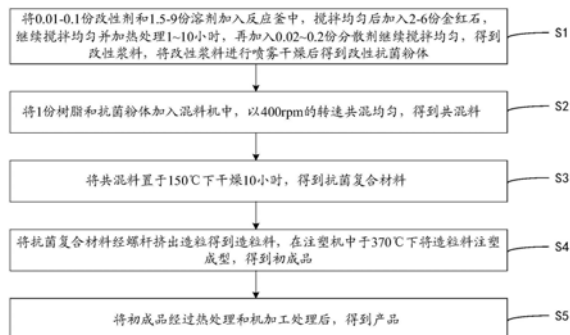 将0.01-0.1份改性剂和1.5-9份溶剂加入反应釜中，搅拌均匀后加入2-6份金红石，
S1
继续搅拌均匀并加热处理1~10小时，再加入0.02~0.2份分散剂继续搅拌均匀，得到
改性浆料，将改性浆料进行喷雾干燥后得到改性抗菌粉体
将1份树脂和抗菌粉体加入混料机中，以400rpm的转速共混均匀，得到共混料
S2
将共混料置于150℃下干燥10小时，得到抗菌复合材料
S3
将抗菌复合材料经螺杆挤出造粒得到造粒料，在注塑机中于370℃下将造粒料注塑
成型，得到初成品
S4
将初成品经过热处理和机加工处理后，得到产品
S5